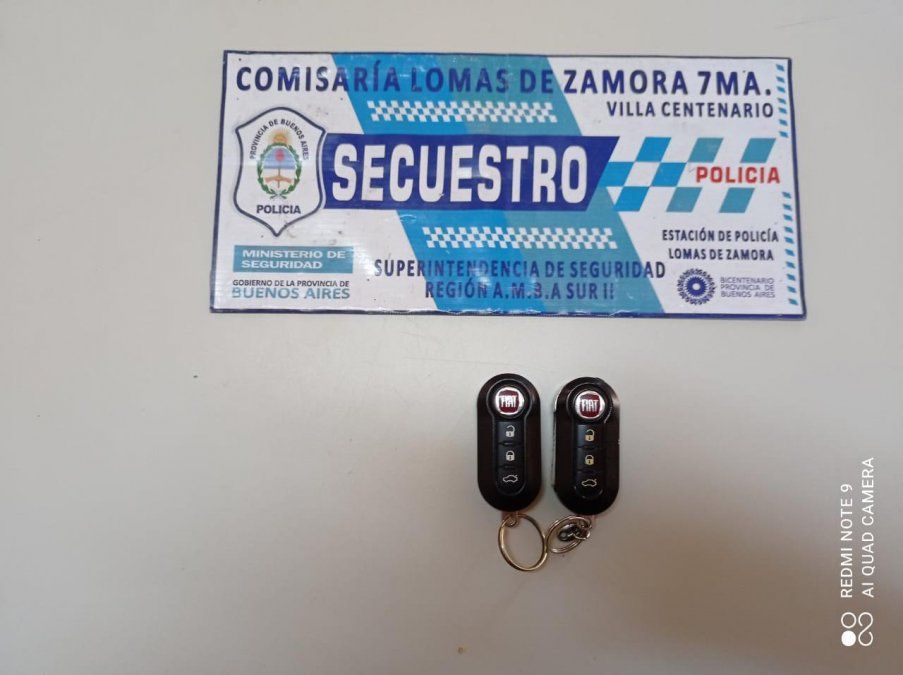 COMISARÍA LOMAS DE ZAMORA 7MA.
VILLA CENTENARIO
PROVINCIA DE BUENOS AIRES
POLICIA
SECUESTRO
POLICIA
ESTACIÓN DE POLICÍA
LOMAS DE ZAMORA
MINISTERIO DE
SEGURIDAD
GOBIERNO DE LA PROVINCIA DE
BUENOS AIRES
SUPERINTENDENCIA DE SEGURIDAD
REGIÓN A.M.B.A SUR II
BICENTENARIO
PROVINCIA DE
BUENOS AIRES
FIAT
FIAT
REDMI NOTE 9
AI QUAD CAMERA